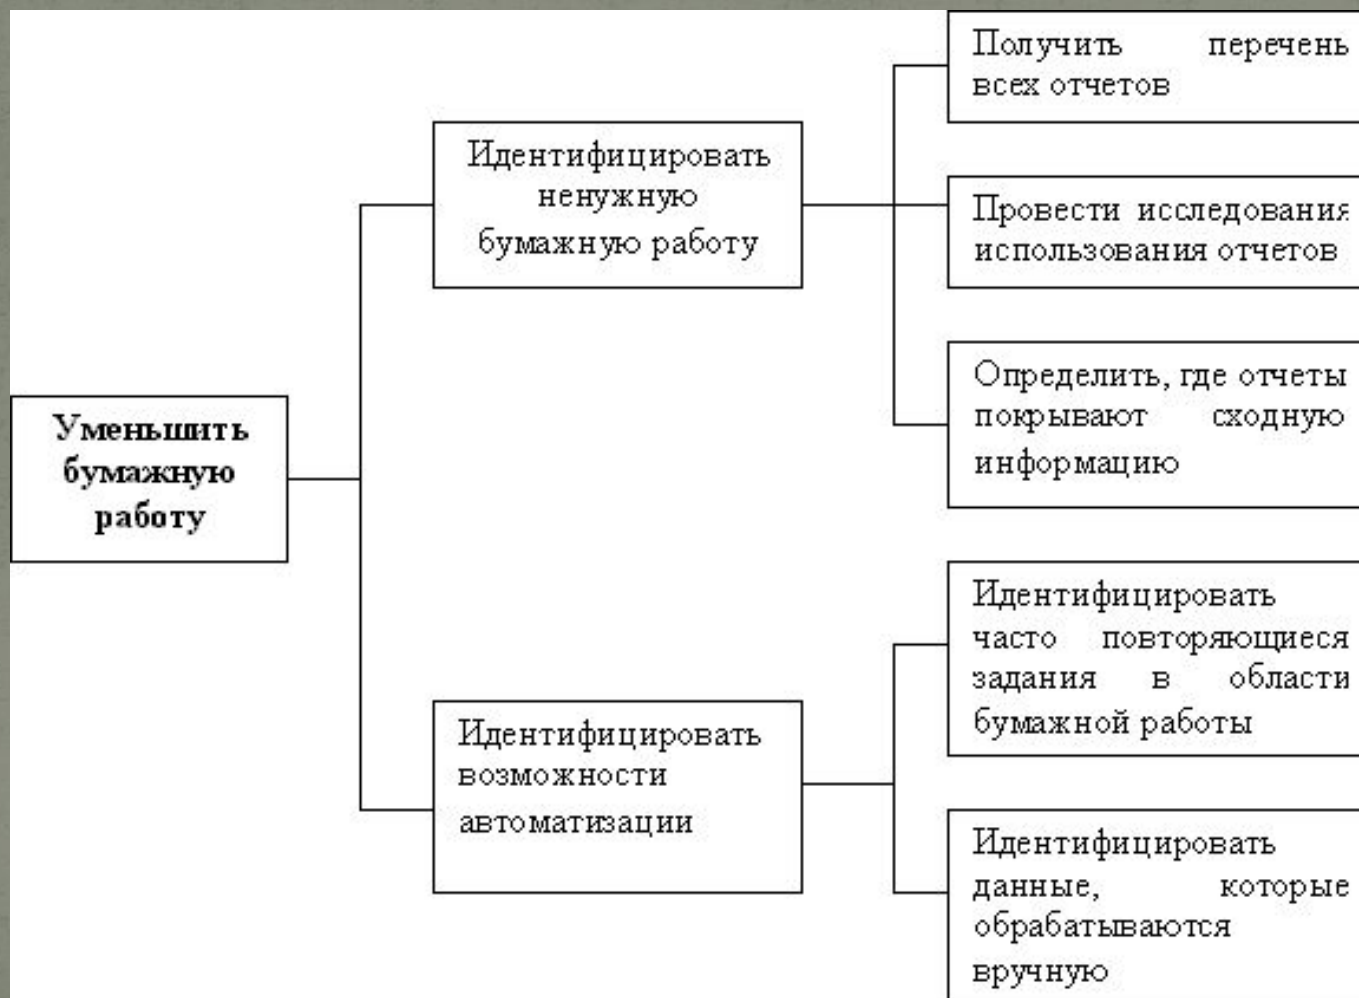 Получить перечень
всех отчетов
Идентифицировать
ненужную
бумажную работу
Провести исследования
использования отчетов
Определить, где отчеты
покрывают сходную
информацию
Уменьшить
бумажную
работу
Идентифицировать
часто повторяющиеся
задания в области
бумажной работы
Идентифицировать
возможности
автоматизации
Идентифицировать
данные, которые
обрабатываются
вручную